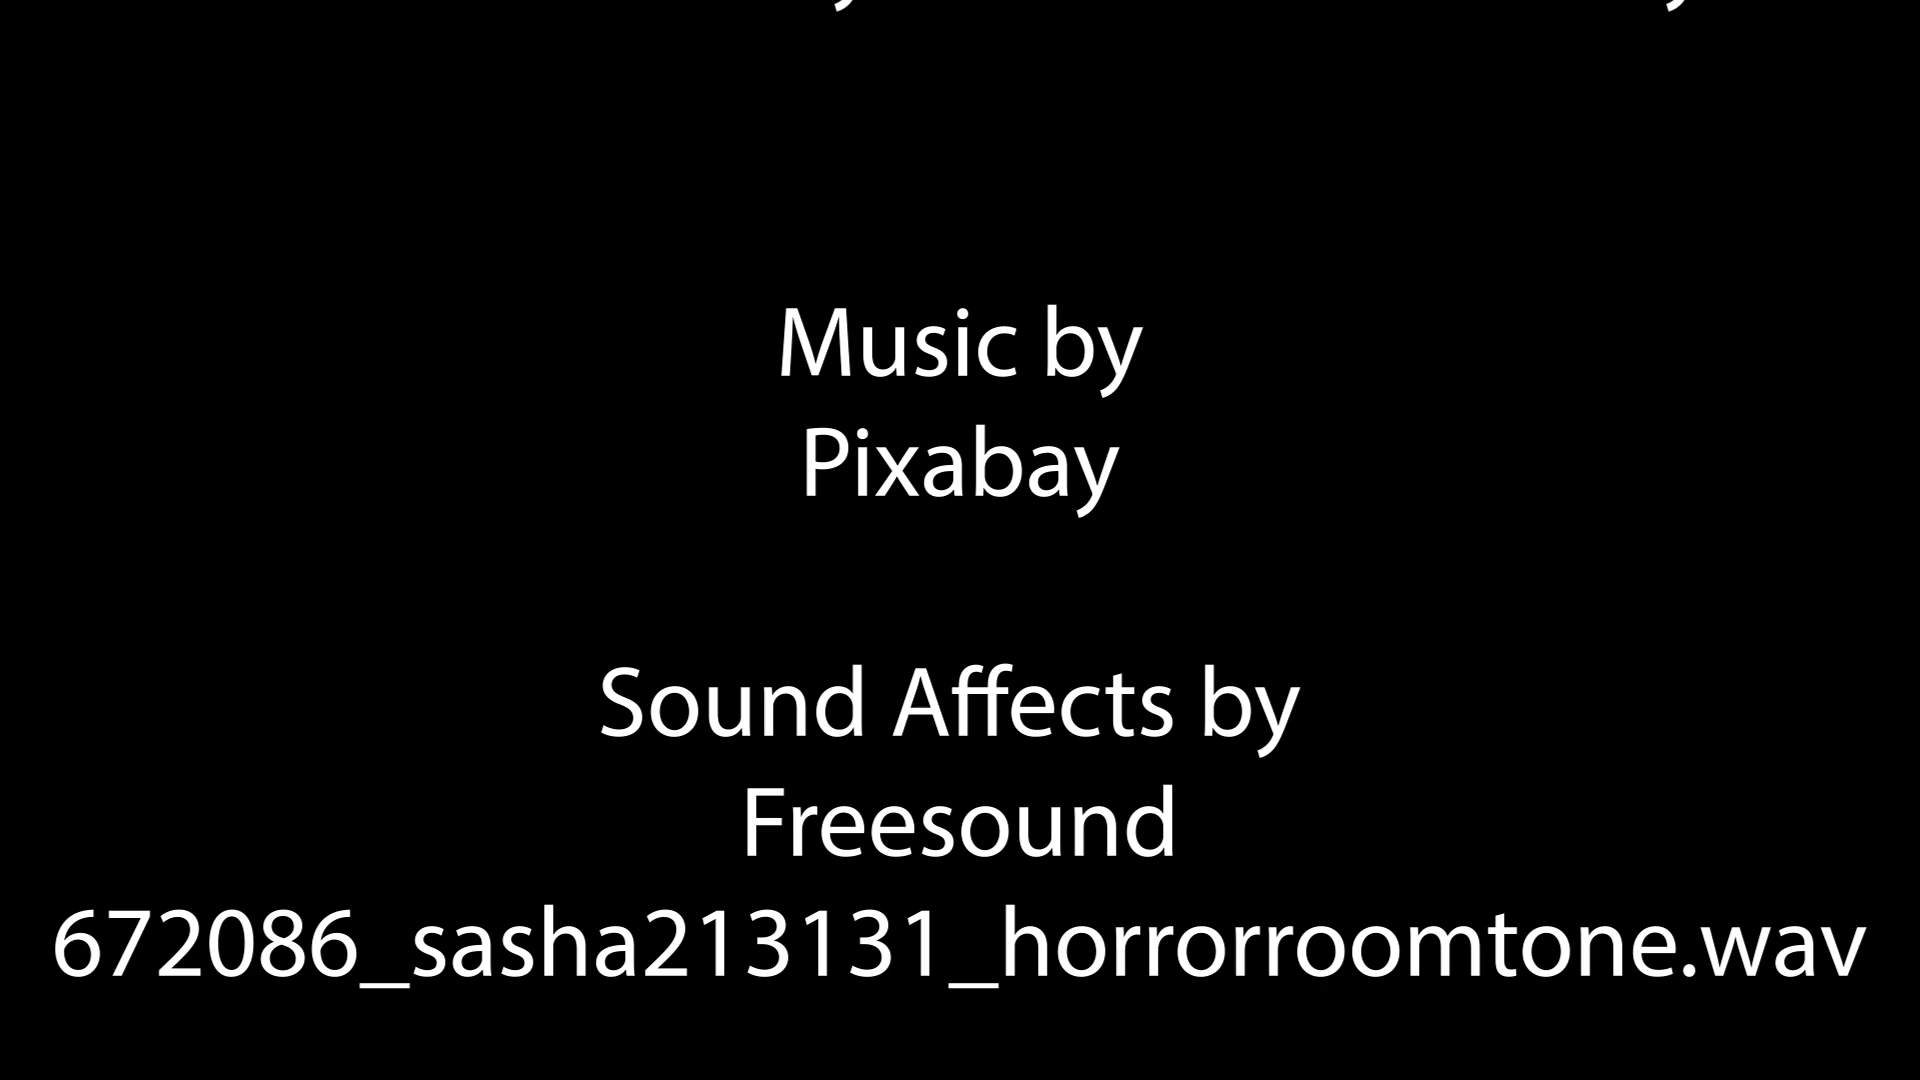 Music by
Pixabay
Sound Affects by
Freesound
672086_sasha213131_horrorroomtone.wav